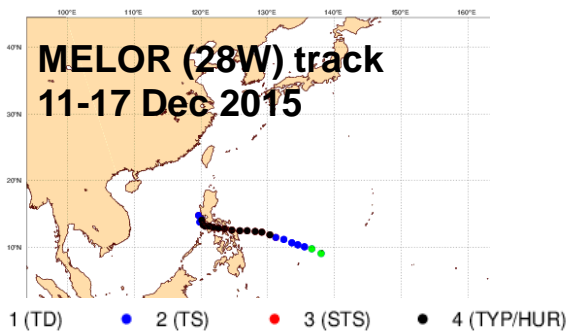 100°E 110°E 120°E 130°E 140°E 150°E 160°E
40°N
MELOR (28W) track
11-17 Dec 2015
30°N
20°N
10°N
1 (TD) 2 (TS) 3 (STS) 4 (TYP/HUR)